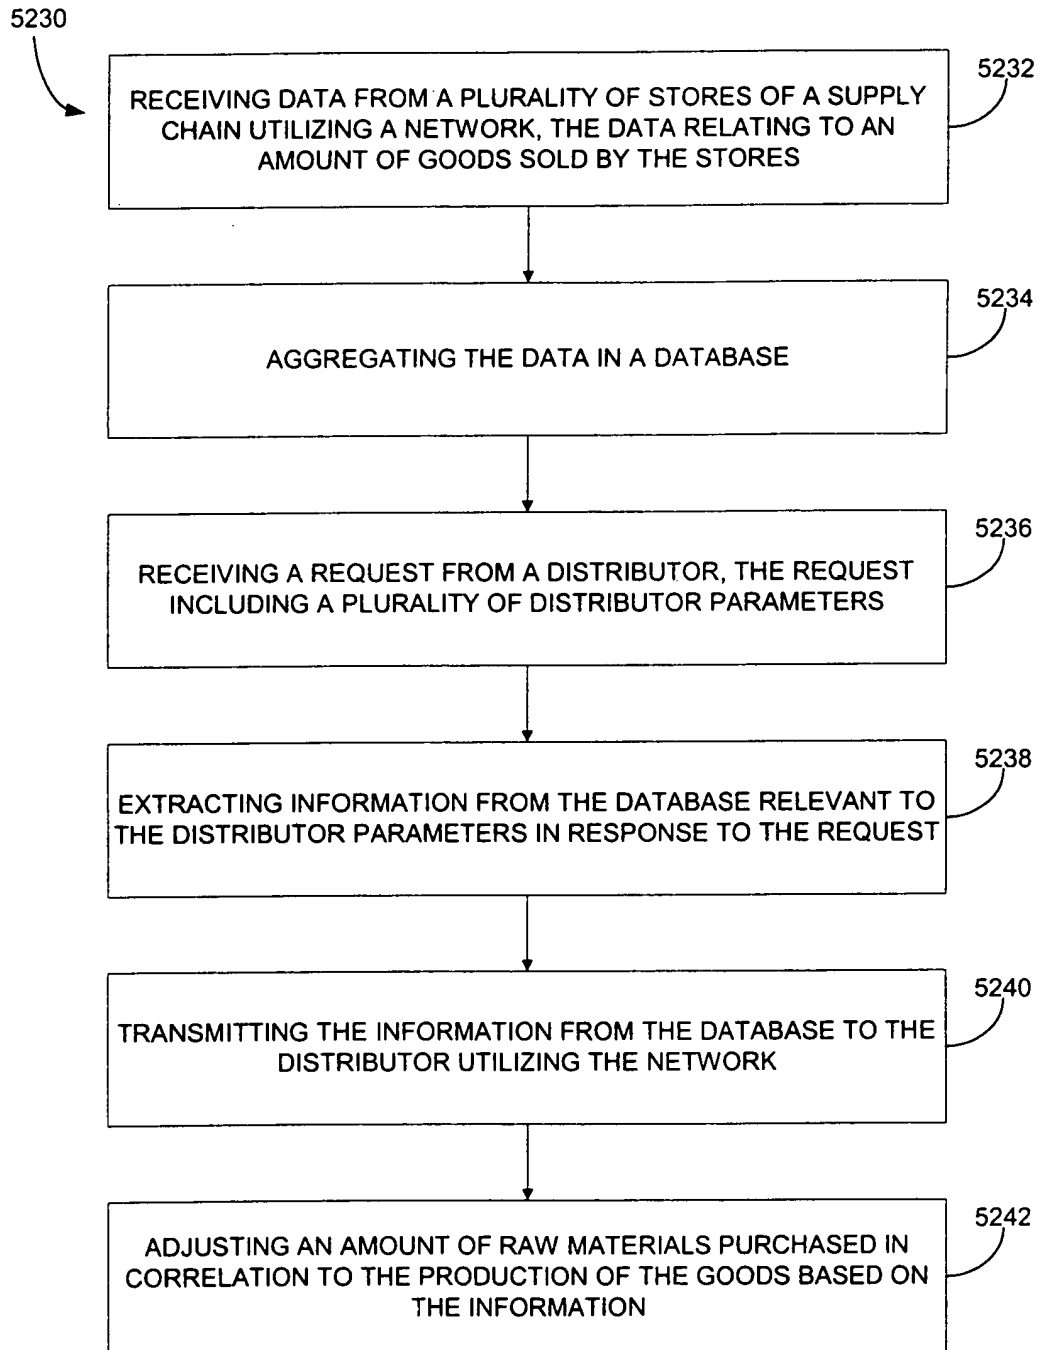 5230
5232
RECEIVING DATA FROM A PLURALITY OF STORES OF A SUPPLY
CHAIN UTILIZING A NETWORK, THE DATA RELATING TO AN
AMOUNT OF GOODS SOLD BY THE STORES
5234
AGGREGATING THE DATA IN A DATABASE
5236
RECEIVING A REQUEST FROM A DISTRIBUTOR, THE REQUEST
INCLUDING A PLURALITY OF DISTRIBUTOR PARAMETERS
5238
EXTRACTING INFORMATION FROM THE DATABASE RELEVANT TO
THE DISTRIBUTOR PARAMETERS IN RESPONSE TO THE REQUEST
5240
TRANSMITTING THE INFORMATION FROM THE DATABASE TO THE
DISTRIBUTOR UTILIZING THE NETWORK
5242
ADJUSTING AN AMOUNT OF RAW MATERIALS PURCHASED IN
CORRELATION TO THE PRODUCTION OF THE GOODS BASED ON
THE INFORMATION